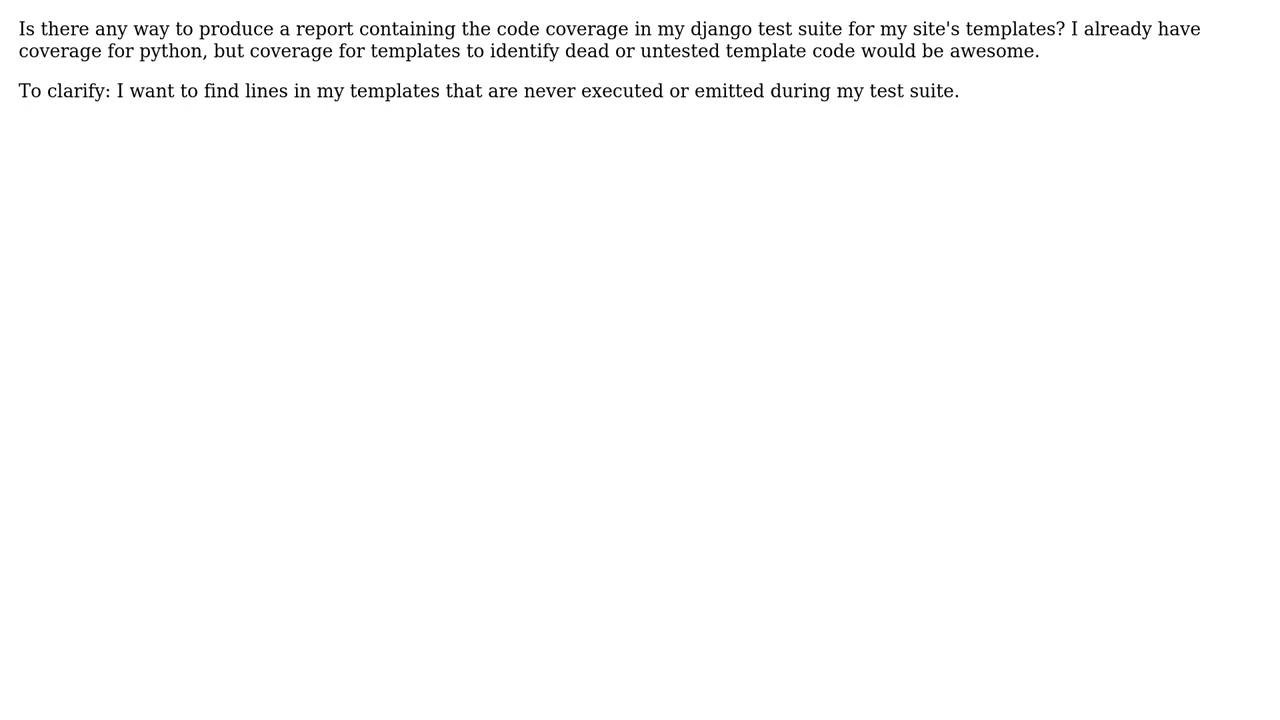 Is there any way to produce a report containing the code coverage in my django test suite for my site's templates? I already have
coverage for python, but coverage for templates to identify dead or untested template code would be awesome.
To clarify: I want to find lines in my templates that are never executed or emitted during my test suite.